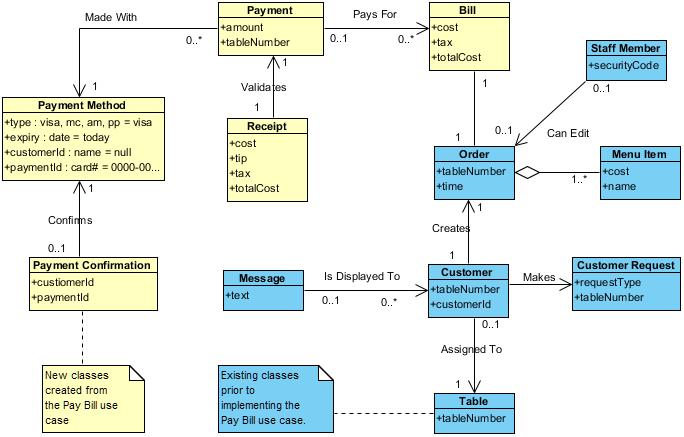 Made With
Payment
+amount
+tableNumber
0..*
1
Pays For
0..1
0..*
Bill
+cost
+tax
+totalCost
1
Staff Member
+securityCode
0..1
Can Edit
0..1
Payment Method
+type : visa, mc, am, pp = visa
+expiry : date = today
+customerId : name = null
+paymentId : card# = 0000-00...
1
1
Validates
1
Receipt
+cost
+tip
+tax
+totalCost
1
Order
+tableNumber
+time
1..*
Menu Item
+cost
+name
Confirms
0..1
1
Creates
1
Payment Confirmation
+custiomerId
+paymentId
Message
+text
Is Displayed To
0..1
0..*
Customer
+tableNumber
+customerId
Makes
Customer Request
+requestType
+tableNumber
0..1
Assigned To
1
New classes
created from
the Pay Bill use
case
Existing classes
prior to
implementing the
Pay Bill use case.
Table
+tableNumber